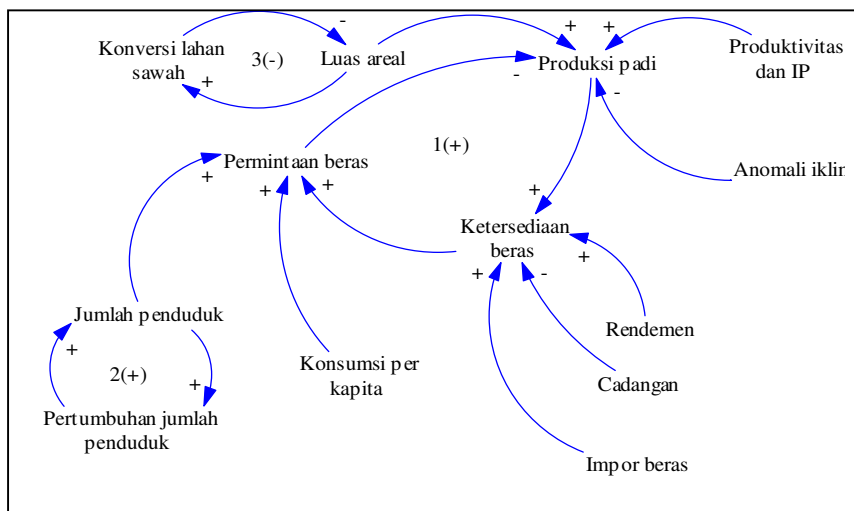 Konversi lahan
sawah
3(-)
Luas areal
Produksi padi
Produktivitas
dan IP
Permintaan beras
1(+)
Anomali iklim
Ketersediaan
beras
Jumlah penduduk
2(+)
Pertumbuhan jumlah
penduduk
Konsumsi per
kapita
Rendemen
Cadangan
Impor beras
-
+
+
+
-
-
+
+
+
+
+
-
+
+
+